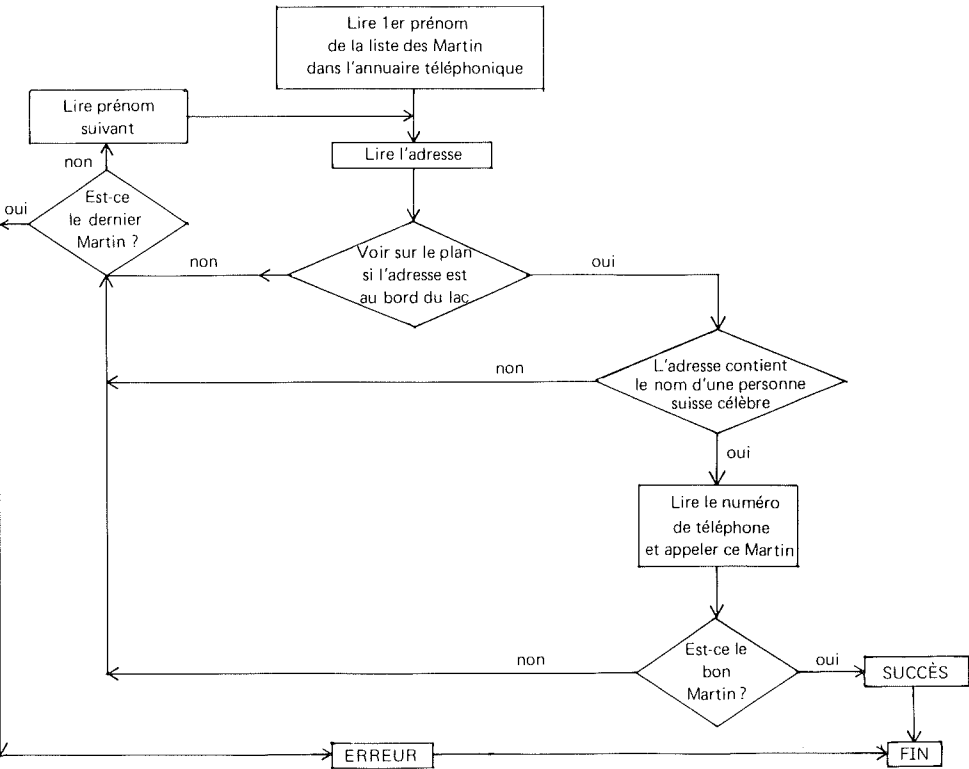 Lire 1er prénom
de la liste des Martin
dans l'annuaire téléphonique
Lire prénom
suivant
Lire l'adresse
non
oui
Est-ce
le dernier
Martin ?
Voir sur le plan
si l'adresse est
au bord du lac
non
oui
L'adresse contient
le nom d'une personne
suisse célèbre
non
oui
Lire le numéro
de téléphone
et appeler ce Martin
Est-ce le
bon
Martin ?
non
oui
SUCCÈS
ERREUR
FIN